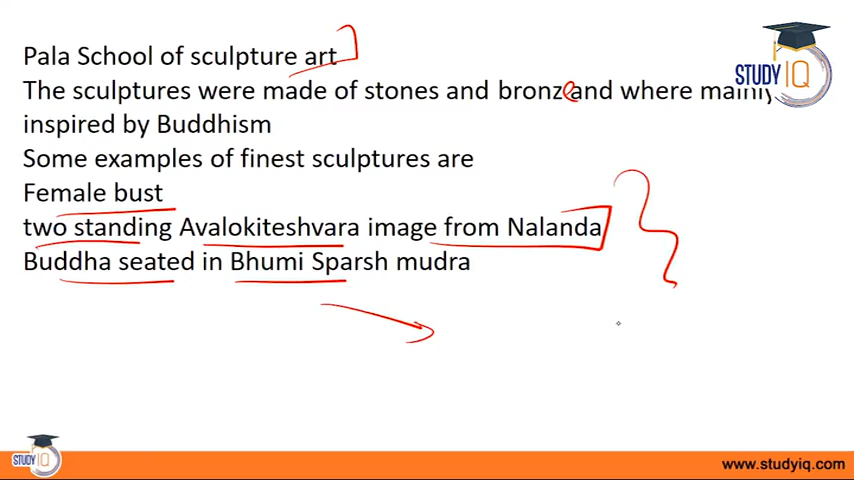 Pala School of sculpture art
The sculptures were made of stones and bronze and where mainly
inspired by Buddhism
Some examples of finest sculptures are
Female bust
two standing Avalokiteshvara image from Nalanda
Buddha seated in Bhumi Sparsh mudra
STUDY IQ
STUDY IQ
www.studyiq.com